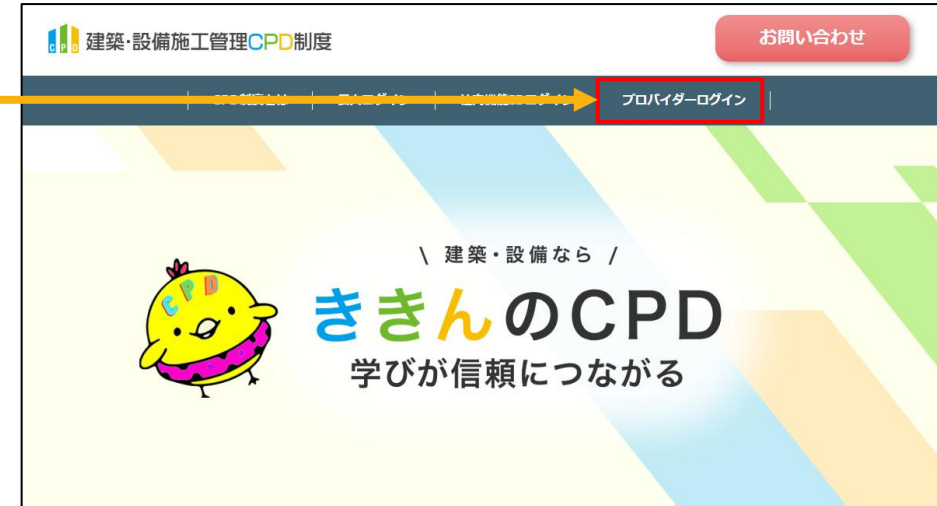 CPD 建築・設備施工管理CPD制度
お問い合わせ
プロバイダーログイン
\ 建築・設備なら /
CPD
ききんのCPD
学びが信頼につながる